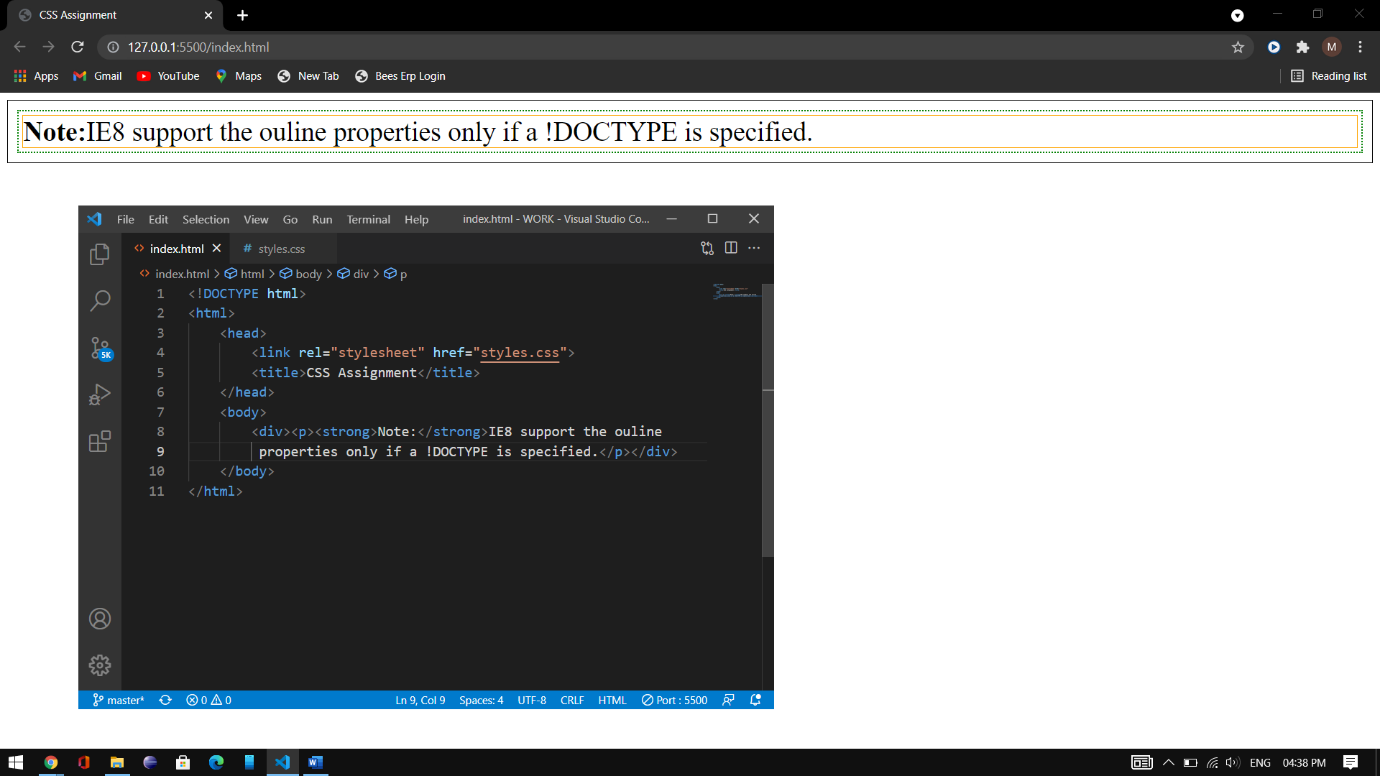 CSS Assignment
127.0.0.1:5500/index.html
M
Apps Gmail YouTube Maps New Tab Bees Erp Login Reading list
Note:IE8 support the ouline properties only if a !DOCTYPE is specified.
File Edit Selection View Go Run Terminal Help index.html - WORK - Visual Studio Co...
index.html styles.css
index.html > html > body > div > p
1 <!DOCTYPE html>
2 <html>
3 <head>
4 <link rel="stylesheet" href="styles.css">
5 <title>CSS Assignment</title>
6 </head>
7 <body>
8 <div><p><strong>Note:</strong>IE8 support the ouline
9 properties only if a !DOCTYPE is specified.</p></div>
10 </body>
11 </html>
5K
master* 0 0 Ln 9, Col 9 Spaces: 4 UTF-8 CRLF HTML Port : 5500
ENG 04:38 PM